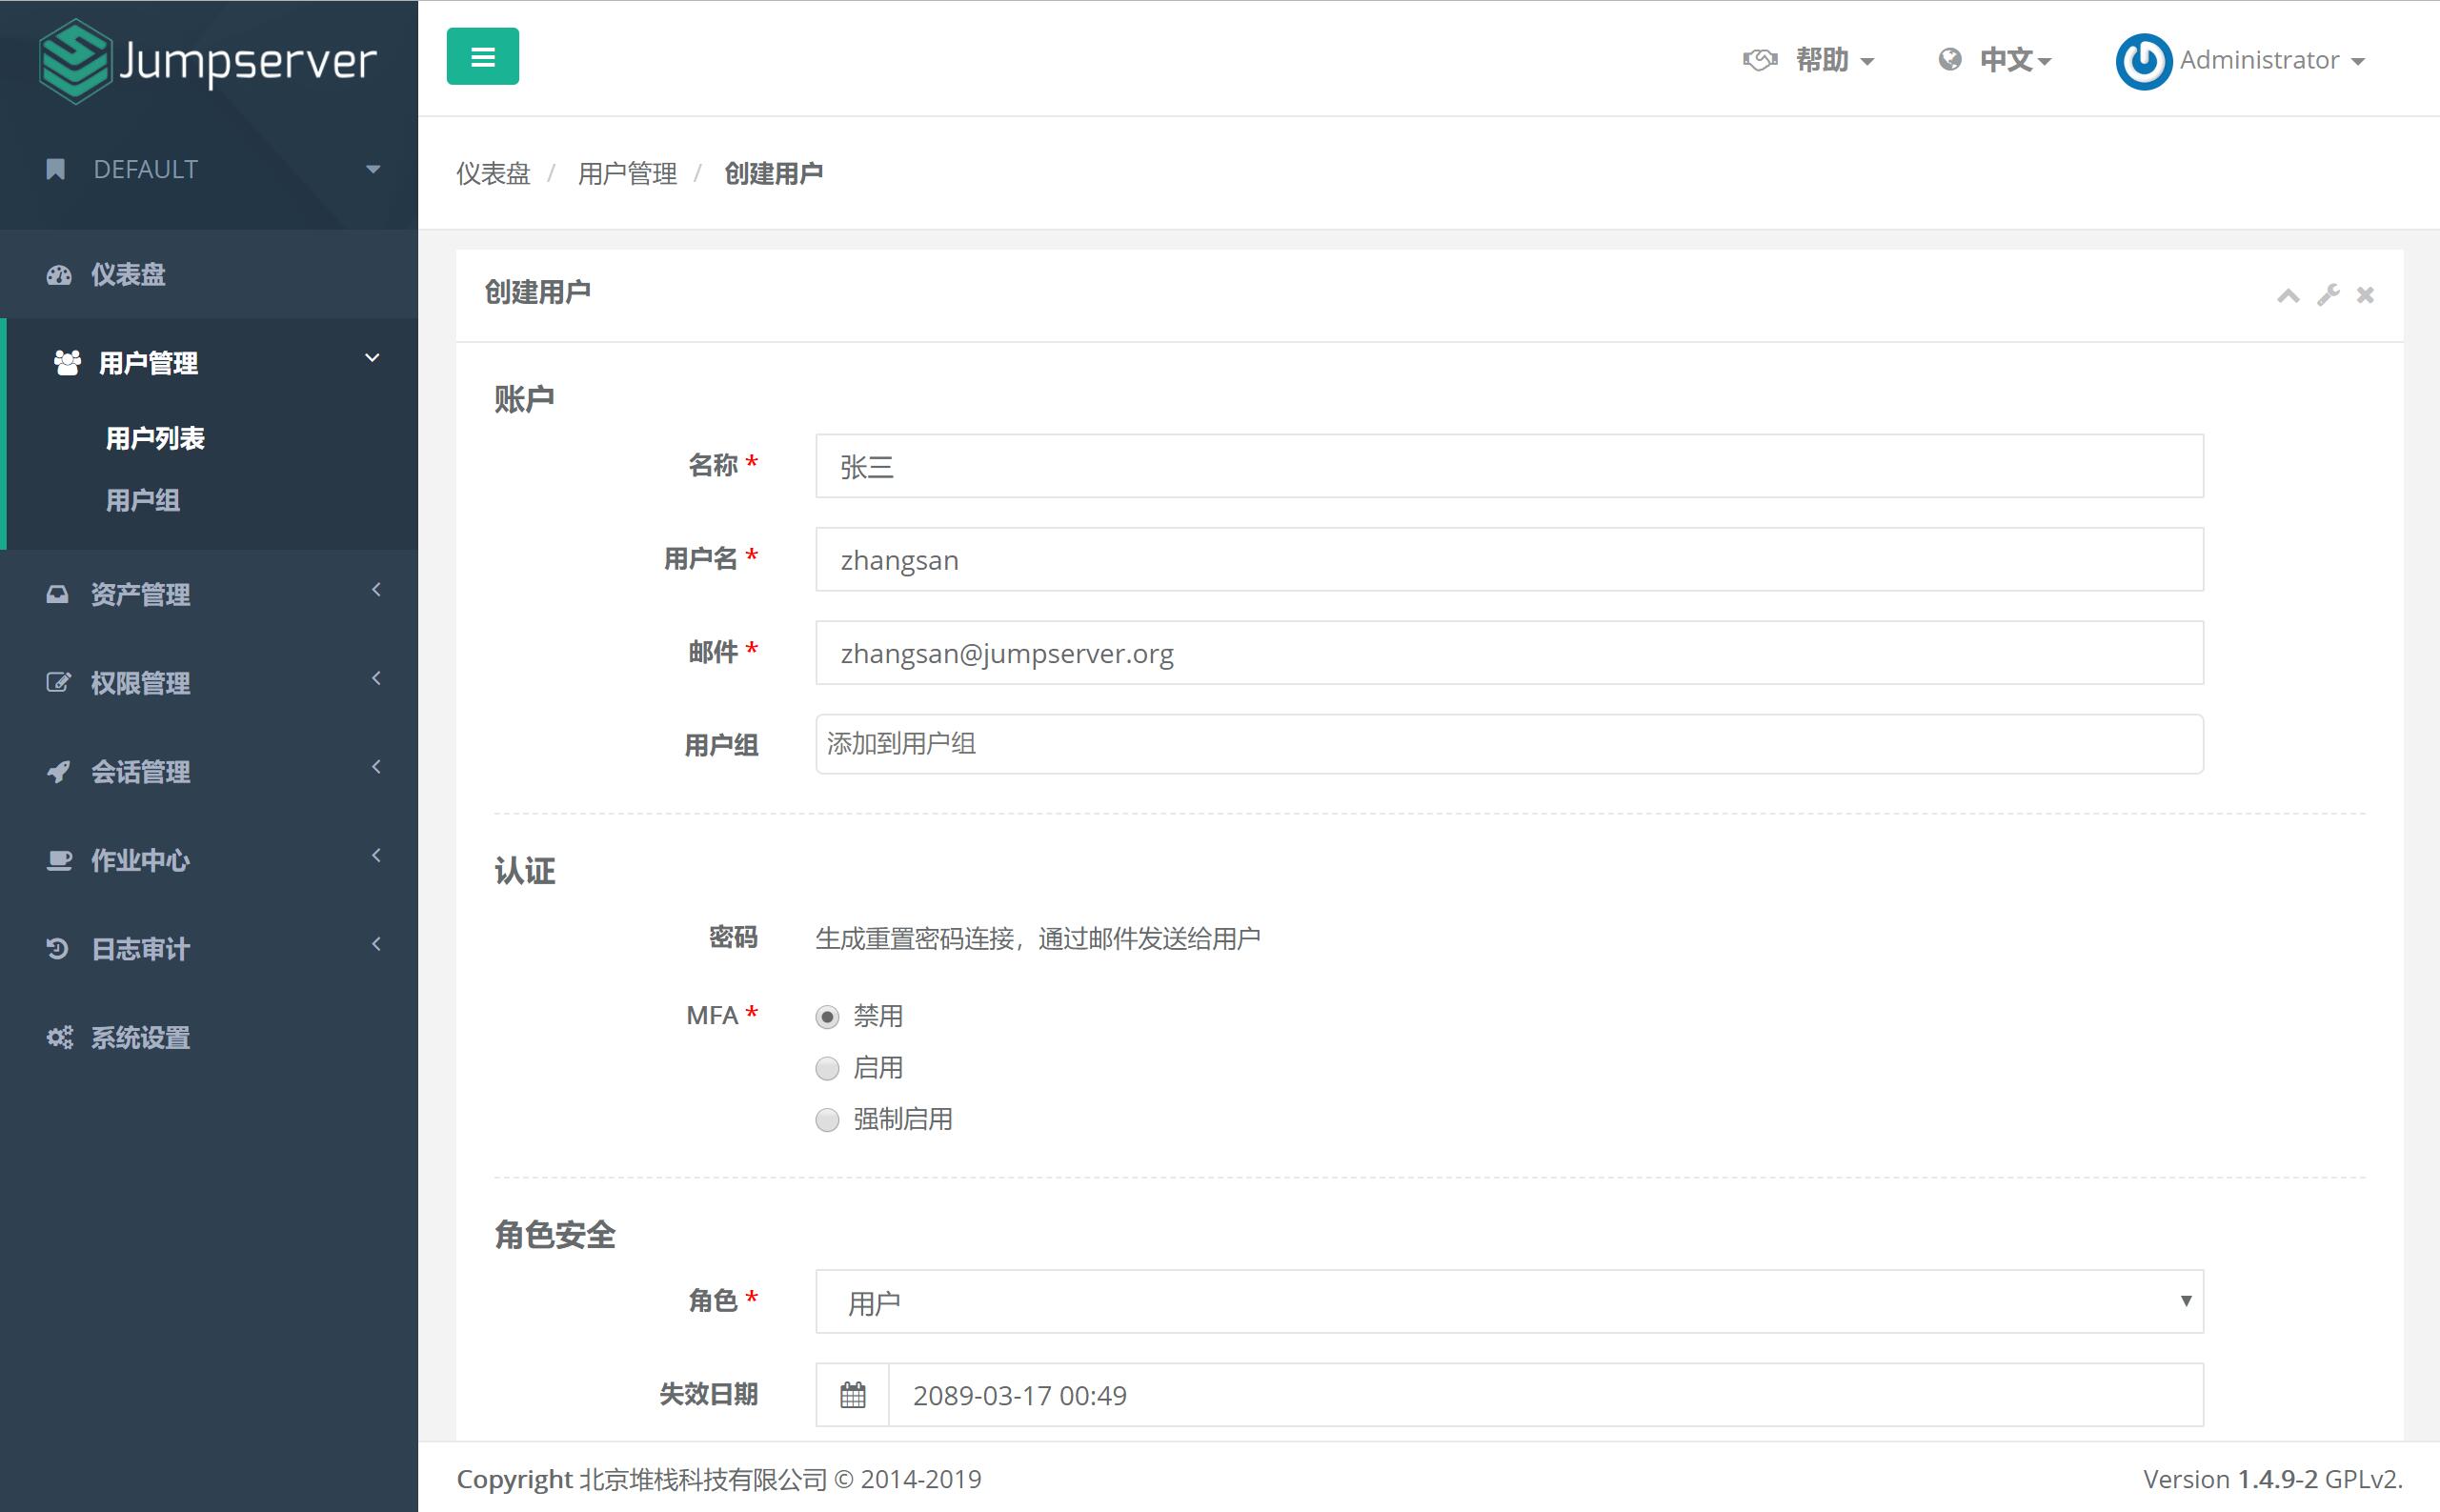 Jumpserver
DEFAULT
仪表盘
用户管理
用户列表
用户组
资产管理
权限管理
会话管理
作业中心
日志审计
系统设置
帮助
中文
Administrator
仪表盘 / 用户管理 / 创建用户
创建用户
账户
名称 * 张三
用户名 * zhangsan
邮件 * zhangsan@jumpserver.org
用户组 添加到用户组
认证
密码 生成重置密码连接，通过邮件发送给用户
MFA * 禁用
启用
强制启用
角色安全
角色 * 用户
失效日期 2089-03-17 00:49
Copyright 北京堆栈科技有限公司 © 2014-2019
Version 1.4.9-2 GPLv2.